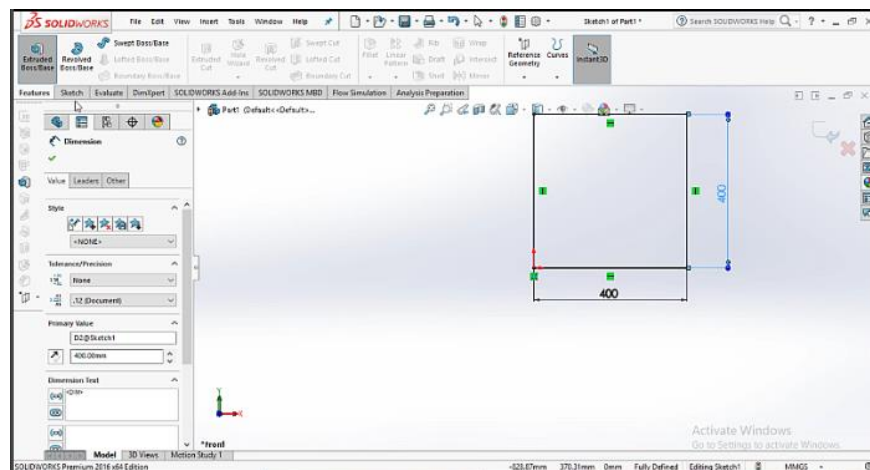 SOLIDWORKS File Edit View Insert Tools Window Help Sketch1 of Part1 * Search SOLIDWORKS Help
Extruded Boss/Base
Revolved Boss/Base
Swept Boss/Base
Lofted Boss/Base
Boundary Boss/Base
Extruded Cut
Hole Wizard
Revolved Cut
Swept Cut
Lofted Cut
Boundary Cut
Fillet
Linear Pattern
Rib
Draft
Shell
Wrap
Intersect
Mirror
Reference Geometry
Curves
Instant3D
Features Sketch Evaluate DimXpert SOLIDWORKS Add-Ins SOLIDWORKS MBD Flow Simulation Analysis Preparation
Part1 (Default<<Default>...
Dimension
Value Leaders Other
Style
<NONE>
Tolerance/Precision
None
.12 (Document)
Primary Value
D2@Sketch1
400.00mm
Dimension Text
<DIM>
400
400
Y
X
*Front
Activate Windows
Go to Settings to activate Windows.
Model 3D Views Motion Study 1
SOLIDWORKS Premium 2016 x64 Edition
370.31mm 0mm Fully Defined Editing Sketch1 MMGS